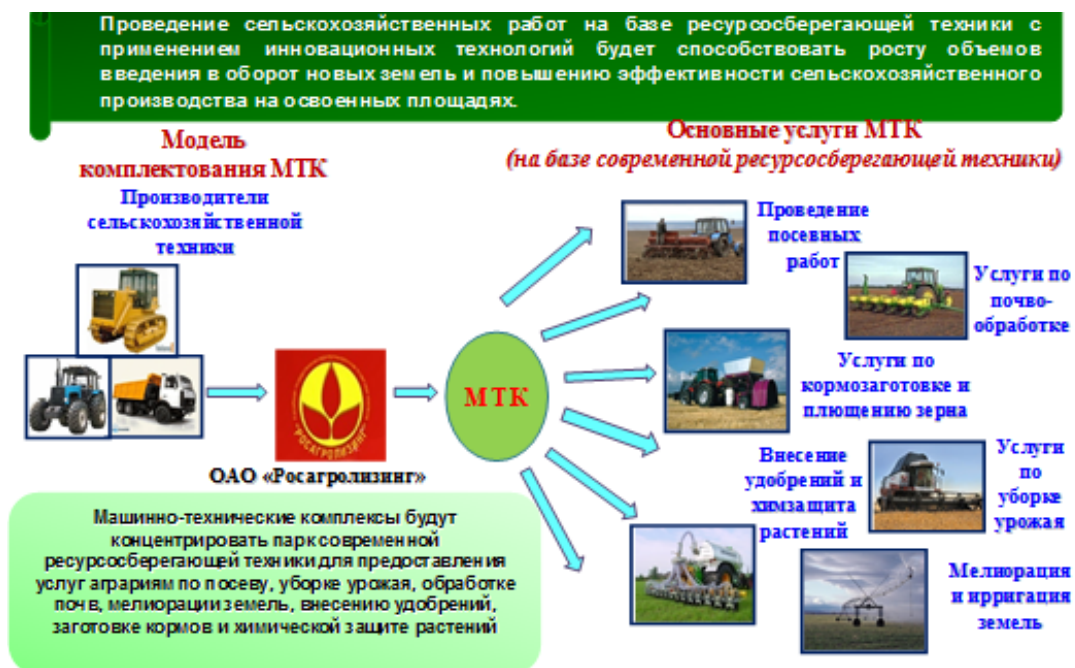 Проведение сельскохозяйственных работ на базе ресурсосберегающей техники с
применением инновационных технологий будет способствовать росту объемов
введения в оборот новых земель и повышению эффективности сельскохозяйственного
производства на освоенных площадях.
Модель
комплектования МТК
Производители
сельскохозяйственной
техники
"РОСАГРОЛИЗИНГ"
ОАО «Росагролизинг»
МТК
Основные услуги МТК
(на базе современной ресурсосберегающей техники)
Проведение
посевных
работ
Услуги по
почво-
обработке
Услуги по
кормозаготовке и
плющению зерна
Внесение
удобрений и
химзащита
растений
Услуги
по
уборке
урожая
Мелиорация
и ирригация
земель
Машинно-технические комплексы будут
концентрировать парк современной
ресурсосберегающей техники для предоставления
услуг аграриям по посеву, уборке урожая, обработке
почв, мелиорации земель, внесению удобрений,
заготовке кормов и химической защите растений